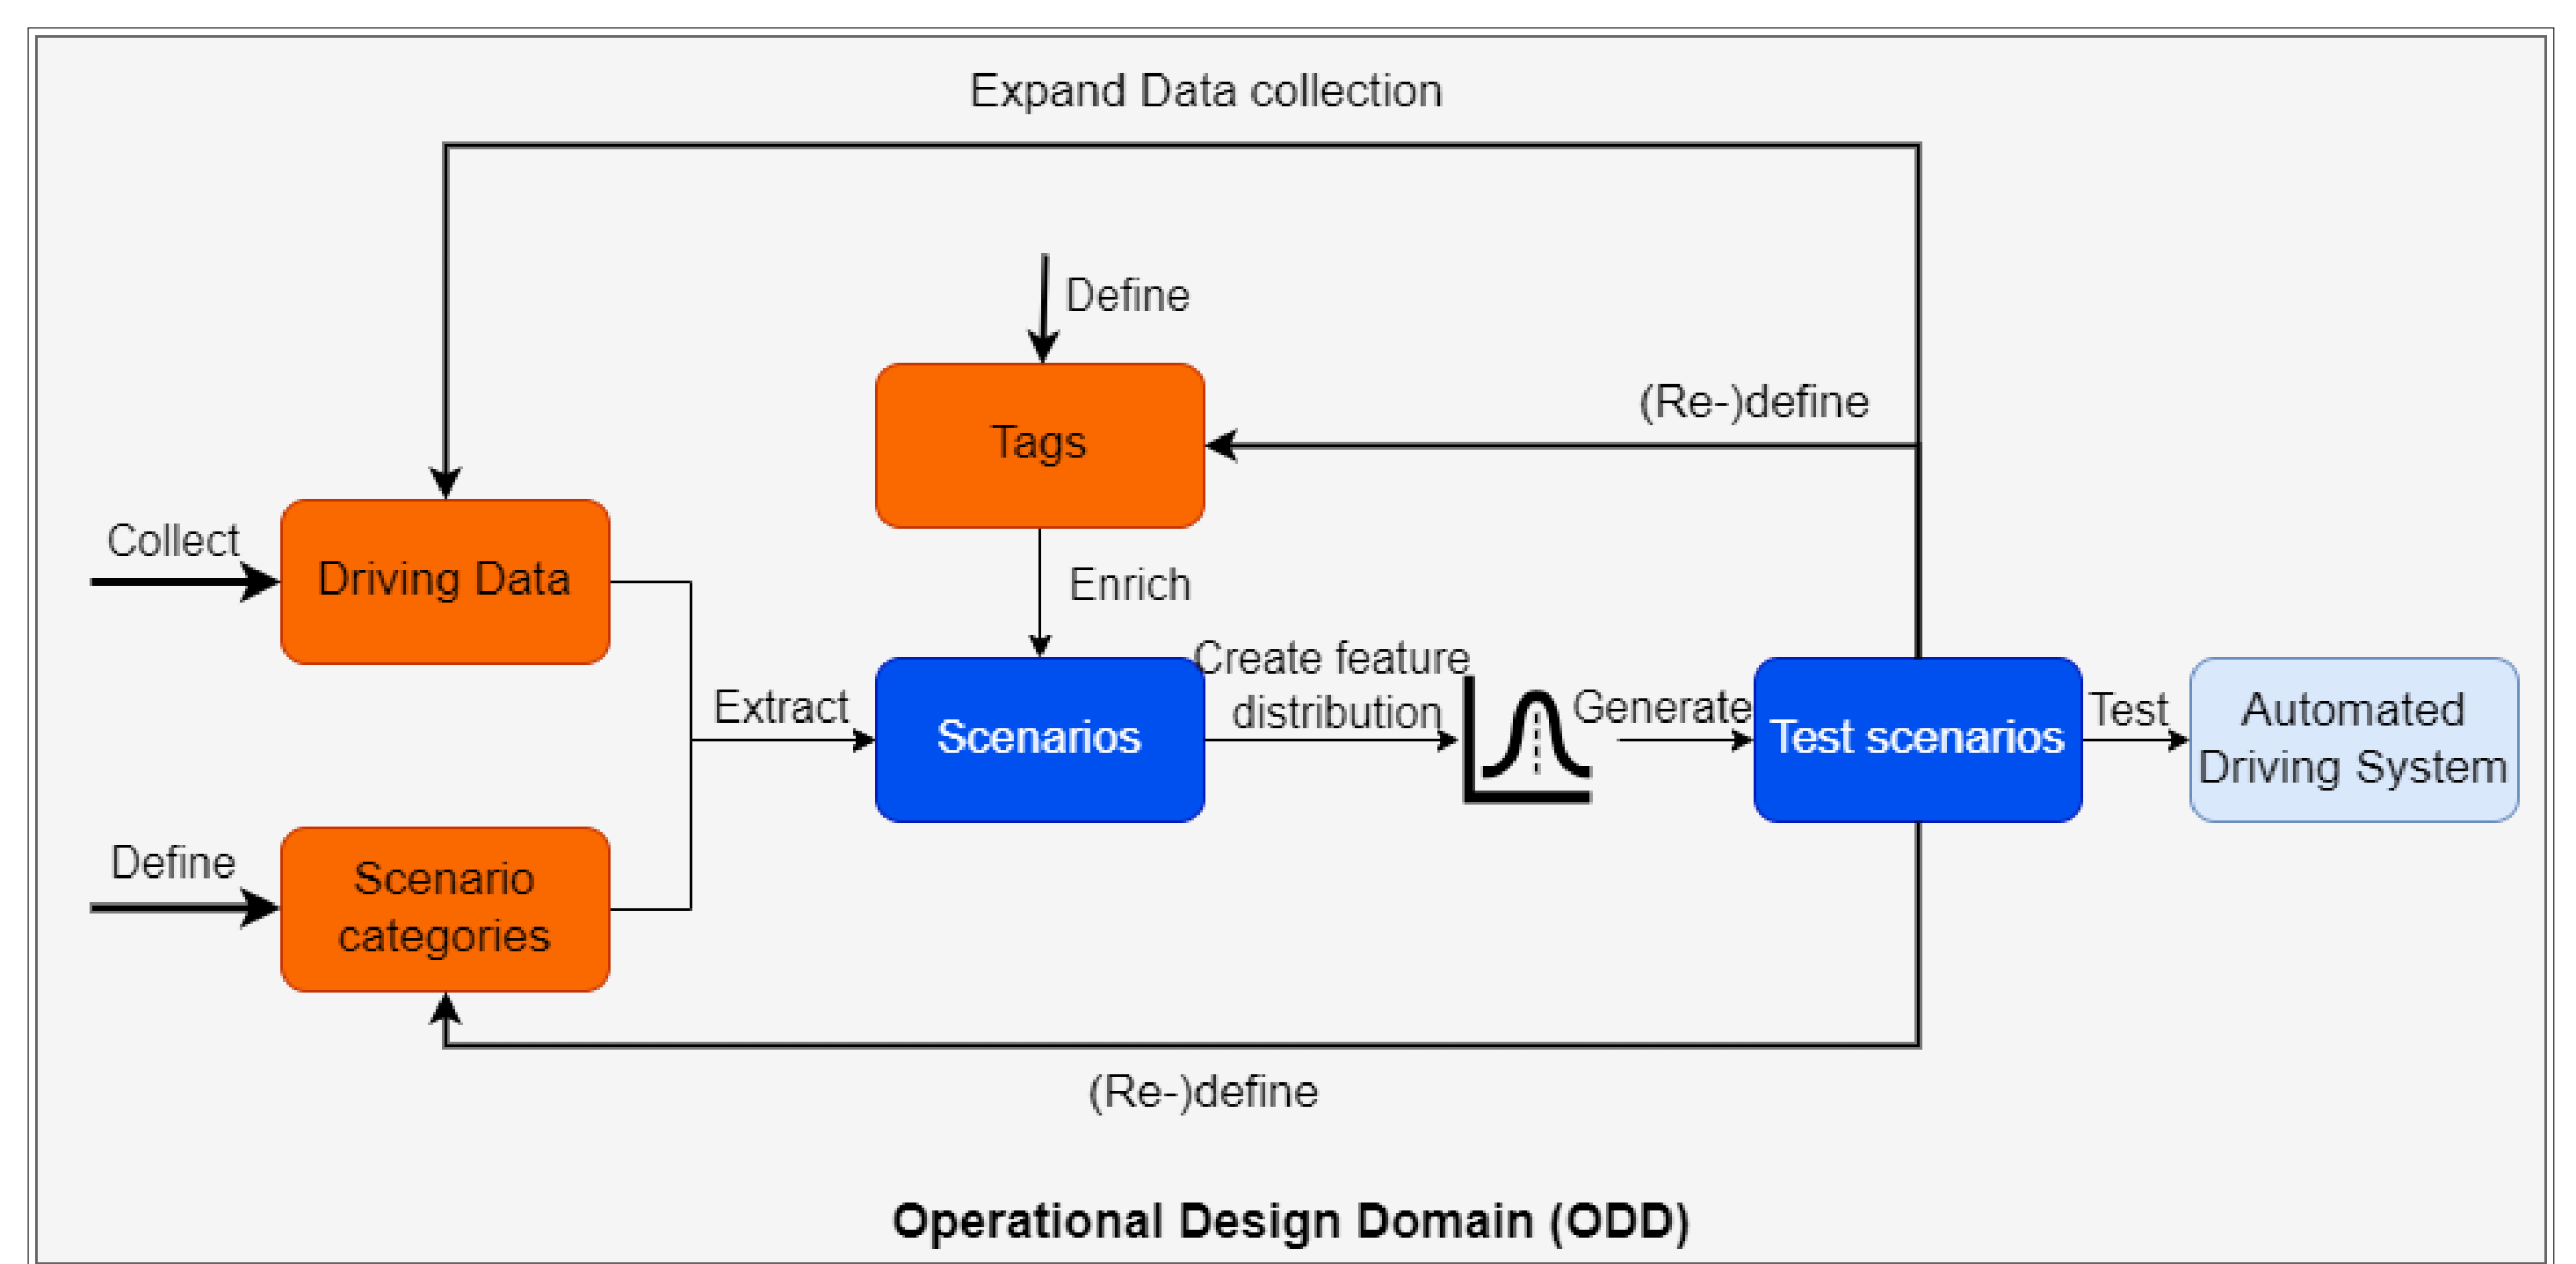 Expand Data collection
Define
(Re-)define
Tags
Collect
Driving Data
Enrich
Create feature
distribution
Extract
Scenarios
Generate
Test scenarios
Test
Automated
Driving System
Define
Scenario
categories
(Re-)define
Operational Design Domain (ODD)